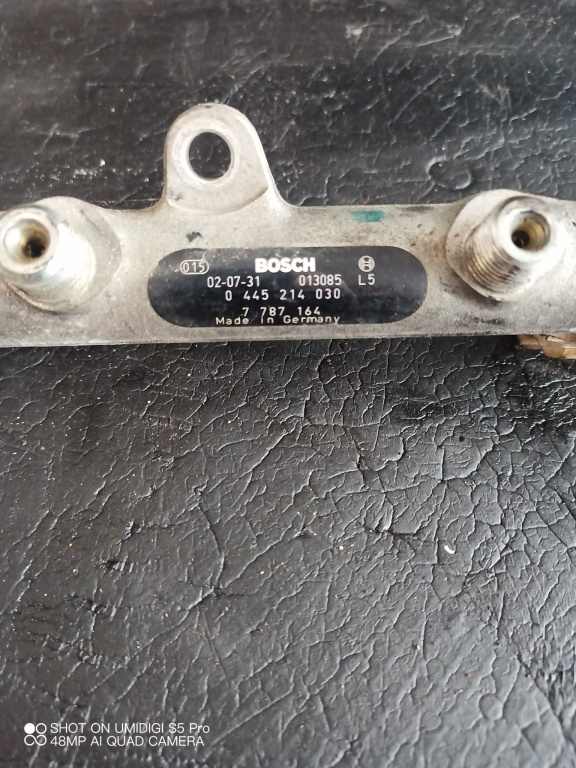 015 BOSCH
02-07-31 013085 L5
0 445 214 030
7 787 164
Made in Germany
SHOT ON UMIDIGI S5 Pro
48MP AI QUAD CAMERA